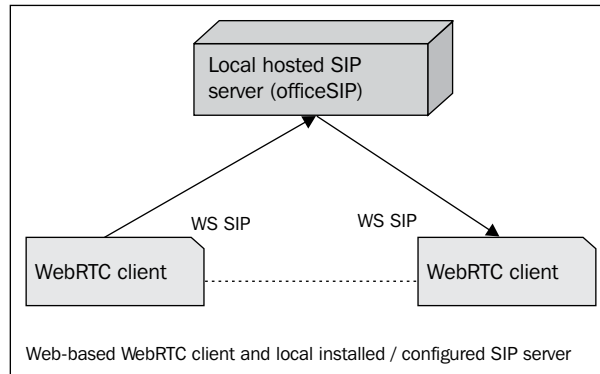 Local hosted SIP
server (officeSIP)
WS SIP
WS SIP
WebRTC client
WebRTC client
Web-based WebRTC client and local installed / configured SIP server